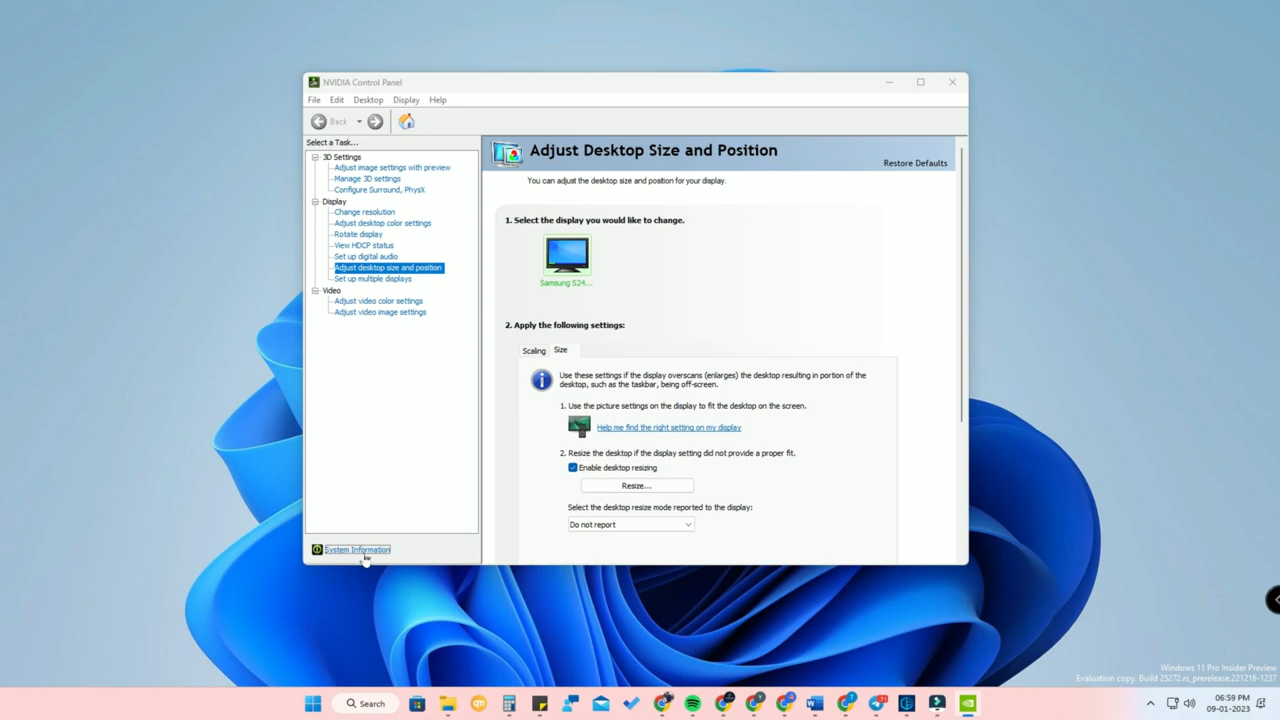 NVIDIA Control Panel
File Edit Desktop Display Help
Back
Select a Task...
3D Settings
Adjust image settings with preview
Manage 3D settings
Configure Surround, PhysX
Display
Change resolution
Adjust desktop color settings
Rotate display
View HDCP status
Set up digital audio
Adjust desktop size and position
Set up multiple displays
Video
Adjust video color settings
Adjust video image settings
System Information
Adjust Desktop Size and Position
Restore Defaults
You can adjust the desktop size and position for your display.
1. Select the display you would like to change.
Samsung S24...
2. Apply the following settings:
Scaling Size
Use these settings if the display overscans (enlarges) the desktop resulting in portion of the
desktop, such as the taskbar, being off-screen.
1. Use the picture settings on the display to fit the desktop on the screen.
Help me find the right setting on my display
2. Resize the desktop if the display setting did not provide a proper fit.
Enable desktop resizing
Resize...
Select the desktop resize mode reported to the display:
Do not report
Windows 11 Pro Insider Preview
Evaluation copy. Build 25272.rs_prerelease.221216-1237
Search
31
06:59 PM
09-01-2023